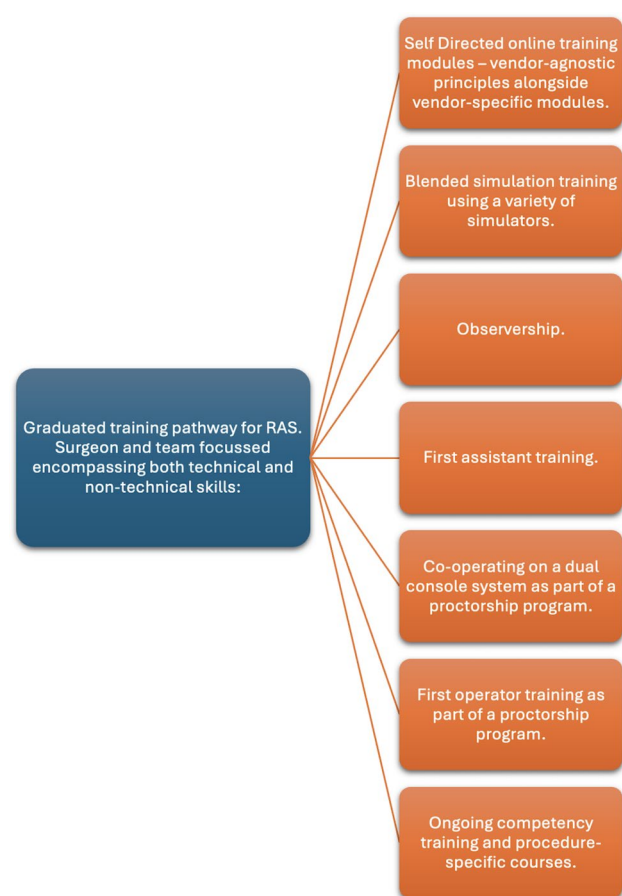 Self Directed online training
modules – vendor-agnostic
principles alongside
vendor-specific modules.
Blended simulation training
using a variety of
simulators.
Observership.
Graduated training pathway for RAS.
Surgeon and team focussed
encompassing both technical and
non-technical skills:
First assistant training.
Co-operating on a dual
console system as part of a
proctorship program.
First operator training as
part of a proctorship
program.
Ongoing competency
training and procedure-
specific courses.